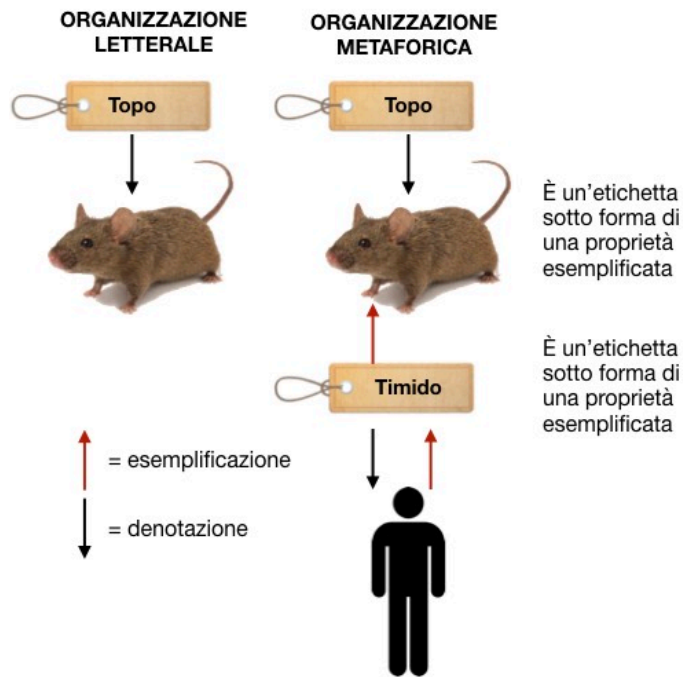 ORGANIZZAZIONE
LETTERALE
ORGANIZZAZIONE
METAFORICA
Topo
Topo
È un'etichetta
sotto forma di
una proprietà
esemplificata
Timido
È un'etichetta
sotto forma di
una proprietà
esemplificata
= esemplificazione
= denotazione